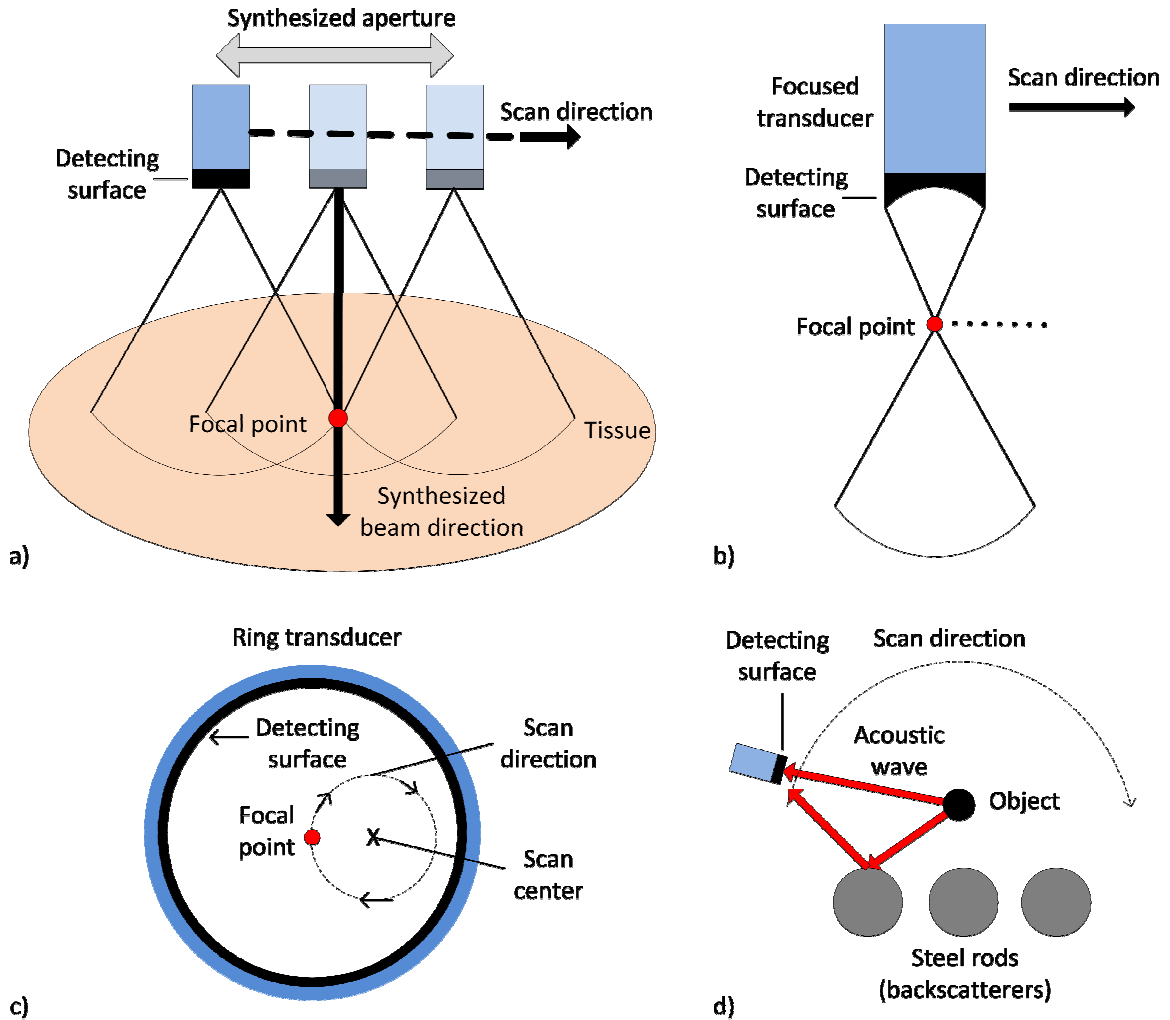 Synthesized aperture
Scan direction
Detecting
surface
Focal point
Tissue
Synthesized
beam direction
a)
Focused
transducer
Scan direction
Detecting
surface
Focal point
b)
Ring transducer
Detecting
surface
Scan
direction
Focal
point
Scan
center
c)
Detecting
surface
Scan direction
Acoustic
wave
Object
Steel rods
(backscatterers)
d)